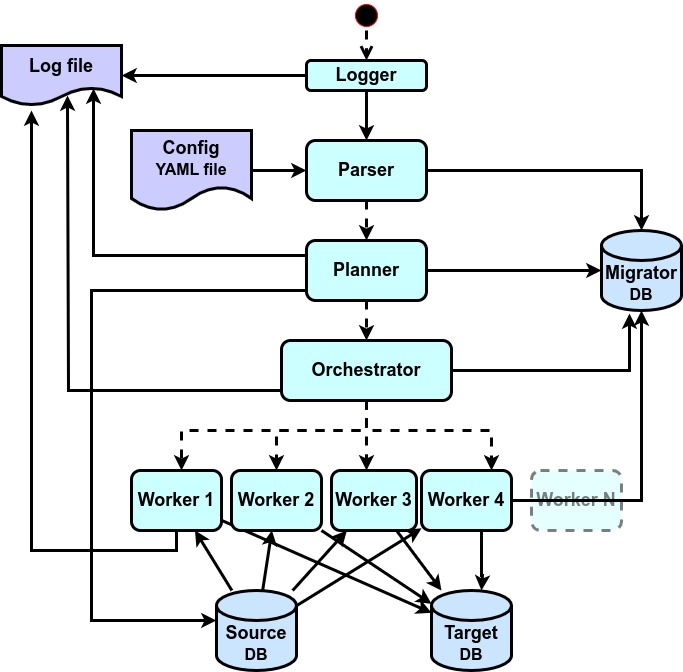 Log file
Logger
Config
YAML file
Parser
Planner
Migrator
DB
Orchestrator
Worker 1
Worker 2
Worker 3
Worker 4
Worker N
Source
DB
Target
DB